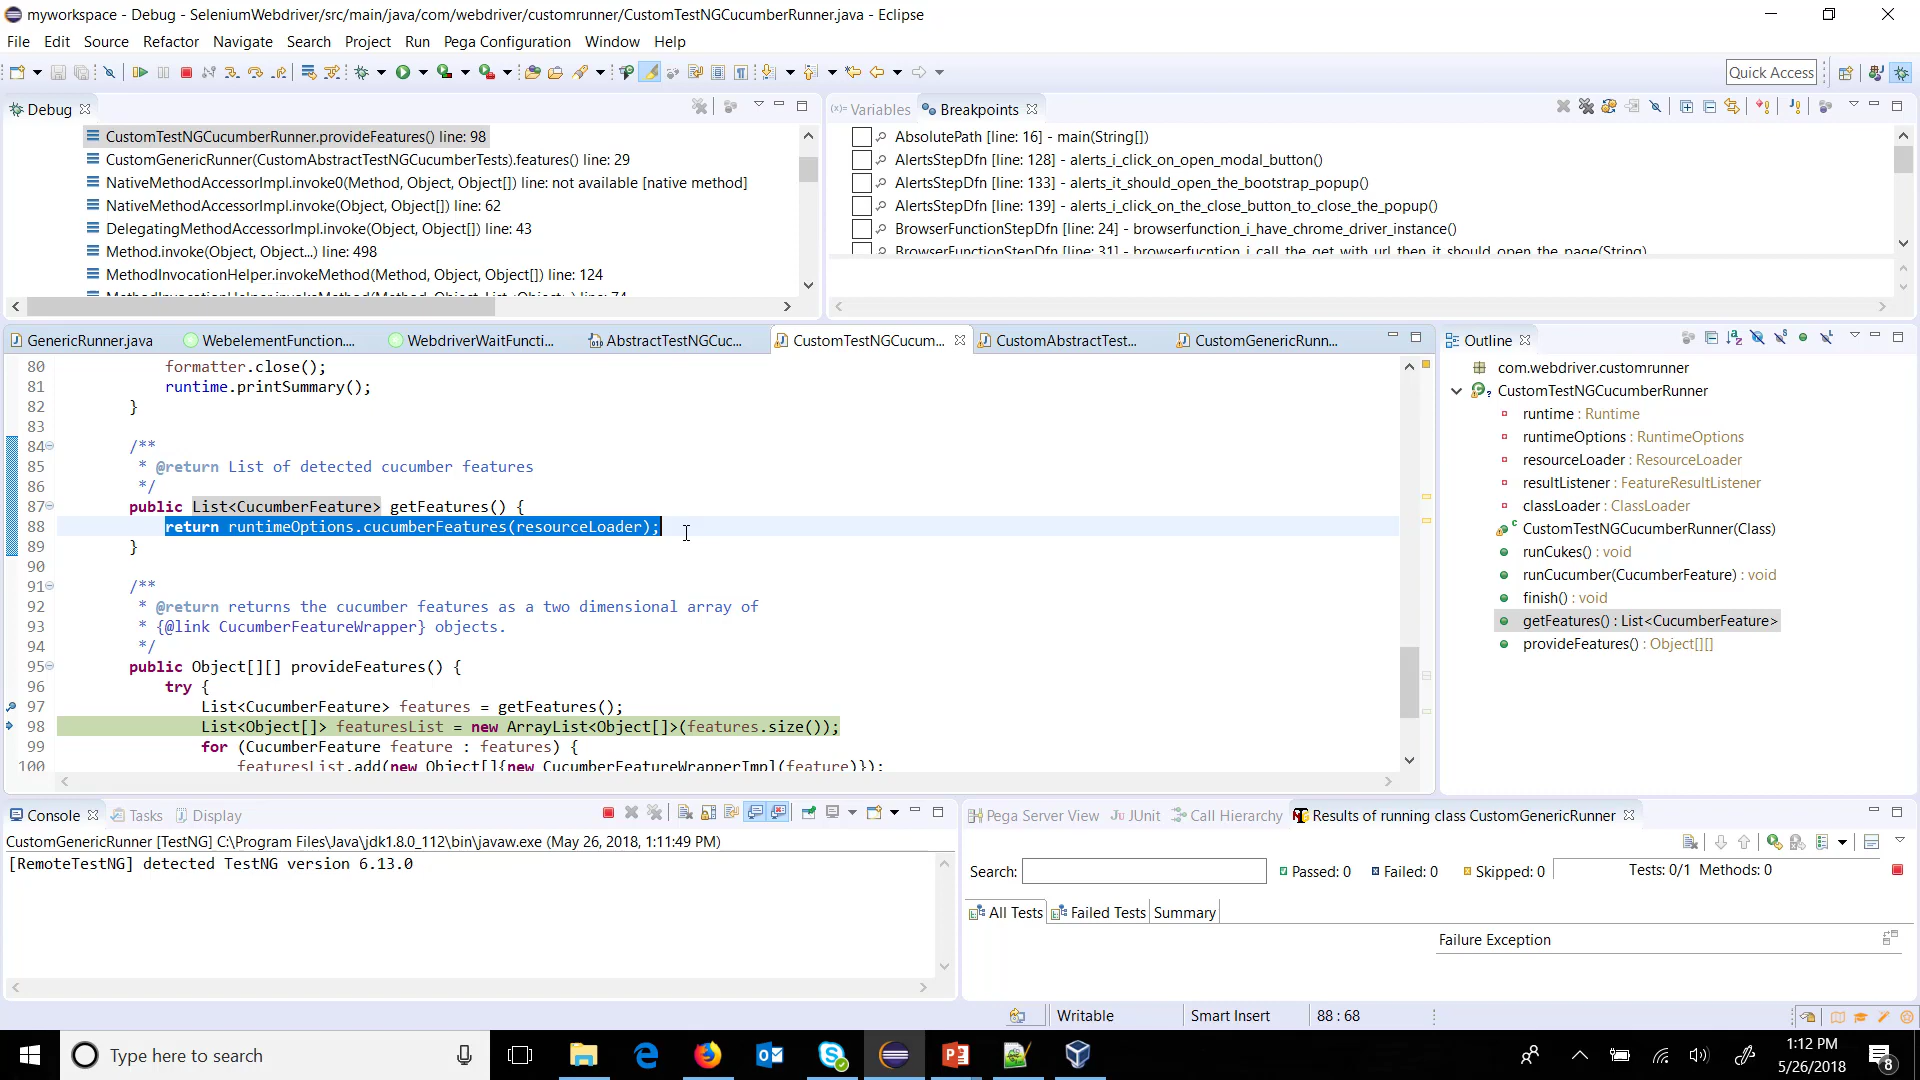 myworkspace - Debug - SeleniumWebdriver/src/main/java/com/webdriver/customrunner/CustomTestNGCucumberRunner.java - Eclipse
File Edit Source Refactor Navigate Search Project Run Pega Configuration Window Help
Quick Access
Debug
CustomTestNGCucumberRunner.provideFeatures() line: 98
CustomGenericRunner(CustomAbstractTestNGCucumberTests).features() line: 29
NativeMethodAccessorImpl.invoke0(Method, Object, Object[]) line: not available [native method]
NativeMethodAccessorImpl.invoke(Object, Object[]) line: 62
DelegatingMethodAccessorImpl.invoke(Object, Object[]) line: 43
Method.invoke(Object, Object...) line: 498
MethodInvocationHelper.invokeMethod(Method, Object, Object[]) line: 124
(x)= Variables Breakpoints
AbsolutePath [line: 16] - main(String[])
AlertsStepDfn [line: 128] - alerts_i_click_on_open_modal_button()
AlertsStepDfn [line: 133] - alerts_it_should_open_the_bootstrap_popup()
AlertsStepDfn [line: 139] - alerts_i_click_on_the_close_button_to_close_the_popup()
BrowserFunctionStepDfn [line: 24] - browserfunction_i_have_chrome_driver_instance()
BrowserFunctionStepDfn [line: 31] - browserfucntion_i_call_the_get_with_url_then_it_should_open_the_page(String)
GenericRunner.java WebelementFunction.... WebdriverWaitFuncti... AbstractTestNGCuc... CustomTestNGCucum... CustomAbstractTest... CustomGenericRunn...
80 formatter.close();
81 runtime.printSummary();
82 }
83
84 /**
85 * @return List of detected cucumber features
86 */
87 public List<CucumberFeature> getFeatures() {
88 return runtimeOptions.cucumberFeatures(resourceLoader);
89 }
90
91 /**
92 * @return returns the cucumber features as a two dimensional array of
93 * {@link CucumberFeatureWrapper} objects.
94 */
95 public Object[][] provideFeatures() {
96 try {
97 List<CucumberFeature> features = getFeatures();
98 List<Object[]> featuresList = new ArrayList<Object[]>(features.size());
99 for (CucumberFeature feature : features) {
100 featuresList.add(new Object[]{new CucumberFeatureWrapperImpl(feature)});
Outline
com.webdriver.customrunner
CustomTestNGCucumberRunner
runtime : Runtime
runtimeOptions : RuntimeOptions
resourceLoader : ResourceLoader
resultListener : FeatureResultListener
classLoader : ClassLoader
CustomTestNGCucumberRunner(Class)
runCukes() : void
runCucumber(CucumberFeature) : void
finish() : void
getFeatures() : List<CucumberFeature>
provideFeatures() : Object[][]
Console Tasks Display
CustomGenericRunner [TestNG] C:\Program Files\Java\jdk1.8.0_112\bin\javaw.exe (May 26, 2018, 1:11:49 PM)
[RemoteTestNG] detected TestNG version 6.13.0
Pega Server View JUnit Call Hierarchy Results of running class CustomGenericRunner
Search: Passed: 0 Failed: 0 Skipped: 0 Tests: 0/1 Methods: 0
All Tests Failed Tests Summary
Failure Exception
Writable Smart Insert 88 : 68
Type here to search
1:12 PM
5/26/2018
8